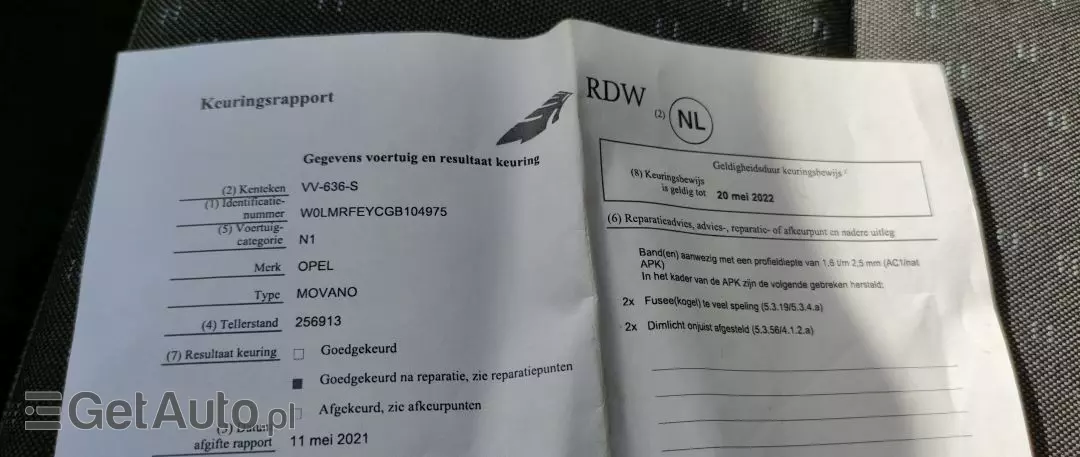 Keuringsrapport
Gegevens voertuig en resultaat keuring
(2) Kenteken VV-636-S
(1) Identificatie-
nummer W0LMRFEYCGB104975
(5) Voertuig-
categorie N1
Merk OPEL
Type MOVANO
(4) Tellerstand 256913
(7) Resultaat keuring Goedgekeurd
Goedgekeurd na reparatie, zie reparatiepunten
Afgekeurd, zie afkeurpunten
(3) Datum
afgifte rapport 11 mei 2021
RDW (2) NL
Geldigheidsduur keuringsbewijs
(8) Keuringsbewijs
is geldig tot 20 mei 2022
(6) Reparatieadvies, advies-, reparatie- of afkeurpunt en nadere uitleg
Band(en) aanwezig met een profieldiepte van 1,6 t/m 2,5 mm (AC1/nat
APK)
In het kader van de APK zijn de volgende gebreken hersteld:
2x Fusee(kogel) te veel speling (5.3.19/5.3.4.a)
2x Dimlicht onjuist afgesteld (5.3.56/4.1.2.a)
GetAuto.pl